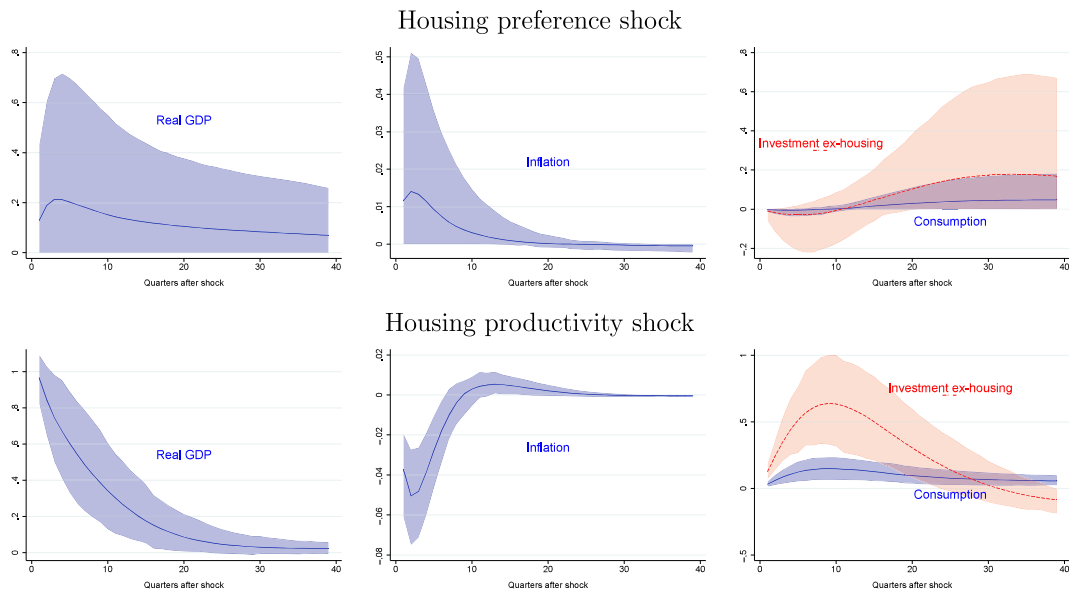 Housing preference shock
.8
.6
.4
.2
0
Real GDP
0 10 20 30 40
Quarters after shock
.05
.04
.03
.02
.01
0
Inflation
0 10 20 30 40
Quarters after shock
.8
.6
.4
.2
0
-.2
Investment ex-housing
Consumption
0 10 20 30 40
Quarters after shock
Housing productivity shock
1
.8
.6
.4
.2
0
Real GDP
0 10 20 30 40
Quarters after shock
.02
0
-.02
-.04
-.06
-.08
Inflation
0 10 20 30 40
Quarters after shock
1
.5
0
-.5
Investment ex-housing
Consumption
0 10 20 30 40
Quarters after shock